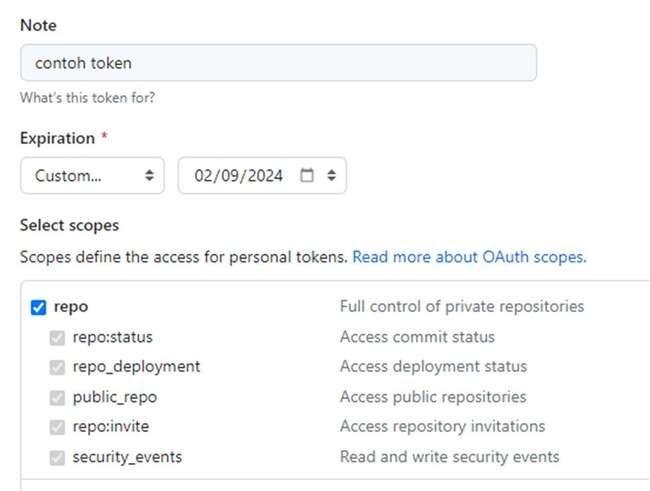 Note
contoh token
What's this token for?
Expiration *
Custom... 02/09/2024
Select scopes
Scopes define the access for personal tokens. Read more about OAuth scopes.
repo Full control of private repositories
repo:status Access commit status
repo_deployment Access deployment status
public_repo Access public repositories
repo:invite Access repository invitations
security_events Read and write security events